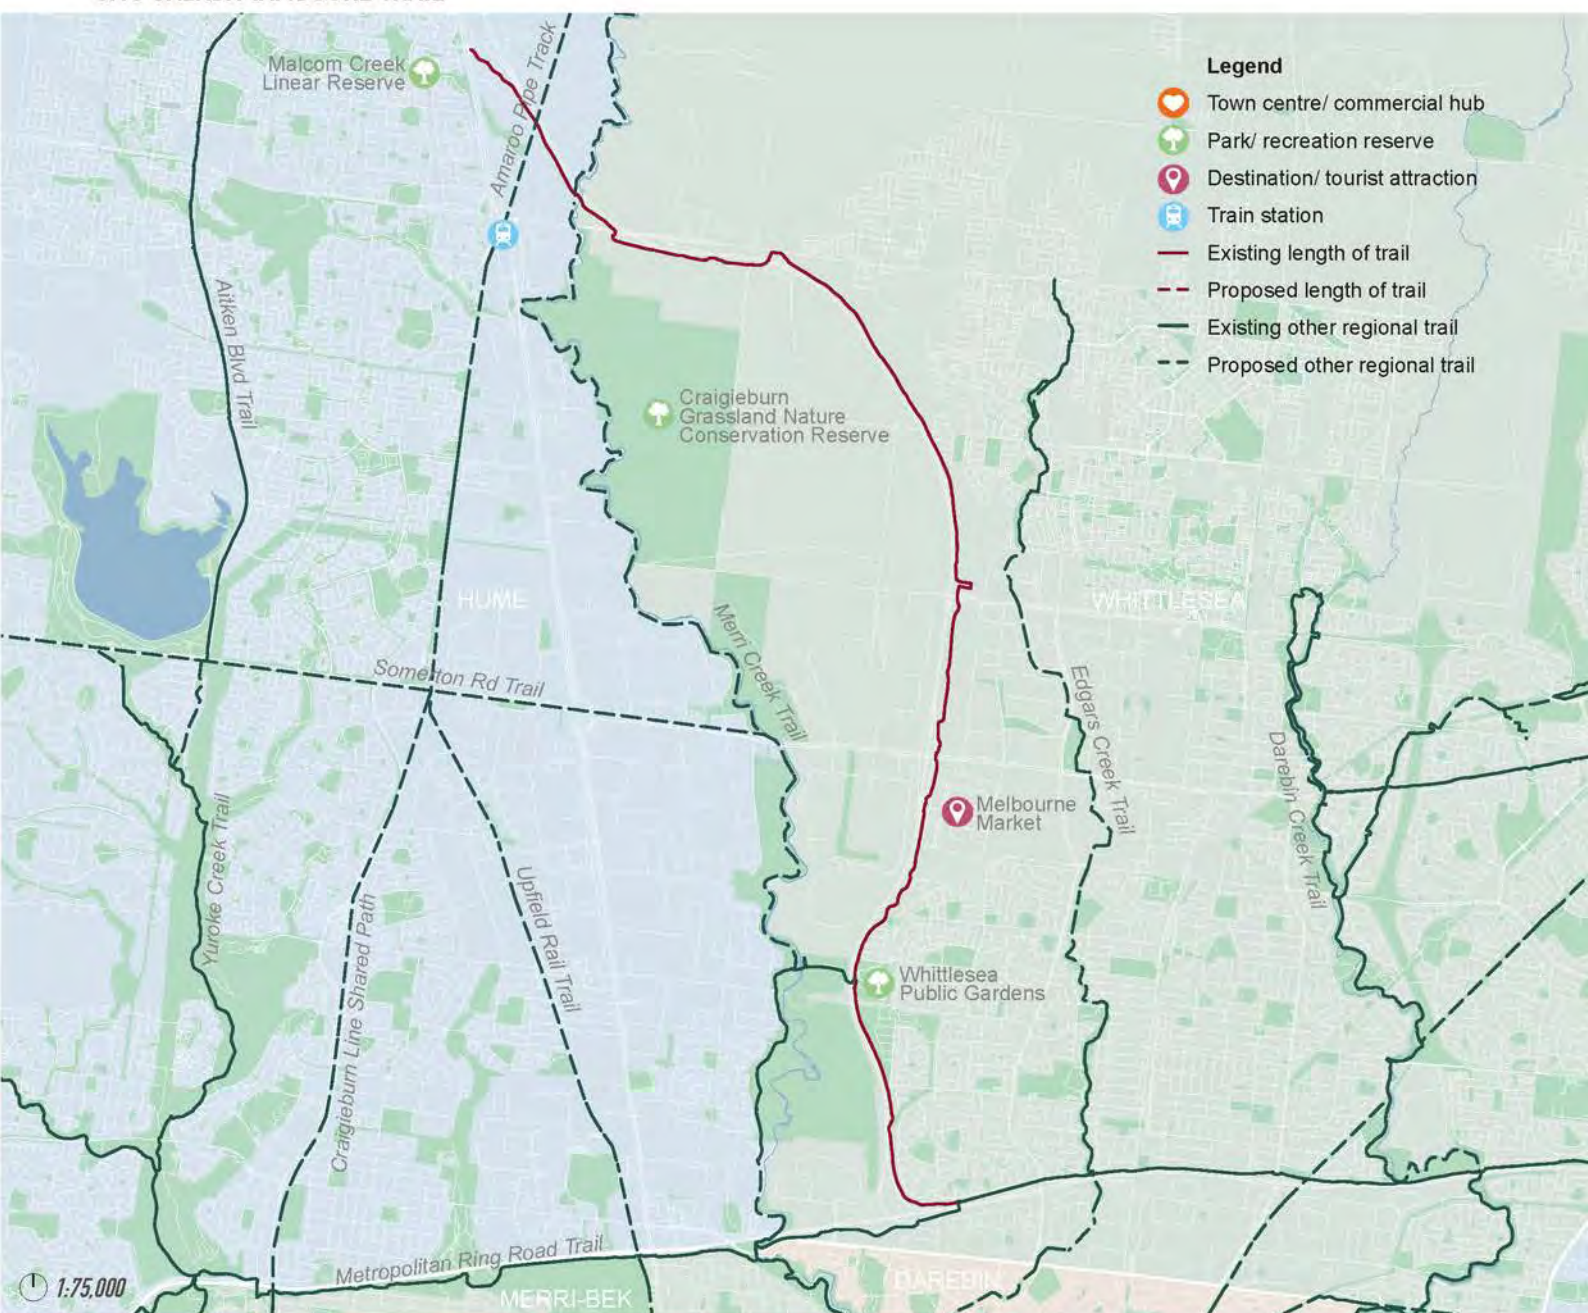 Malcom Creek
Linear Reserve
Amaroo Pipe Track
Legend
Town centre/ commercial hub
Park/ recreation reserve
Destination/ tourist attraction
Train station
Existing length of trail
Proposed length of trail
Existing other regional trail
Proposed other regional trail
Aitken Blvd Trail
Craigieburn
Grassland Nature
Conservation Reserve
HUME
WHITTLESEA
Merri Creek Trail
Somerton Rd Trail
Edgars Creek Trail
Darebin Creek Trail
Melbourne
Market
Yuroke Creek Trail
Craigieburn Line Shared Path
Upfield Rail Trail
Whittlesea
Public Gardens
Metropolitan Ring Road Trail
1:75,000
MERRI-BEK
DAREBIN